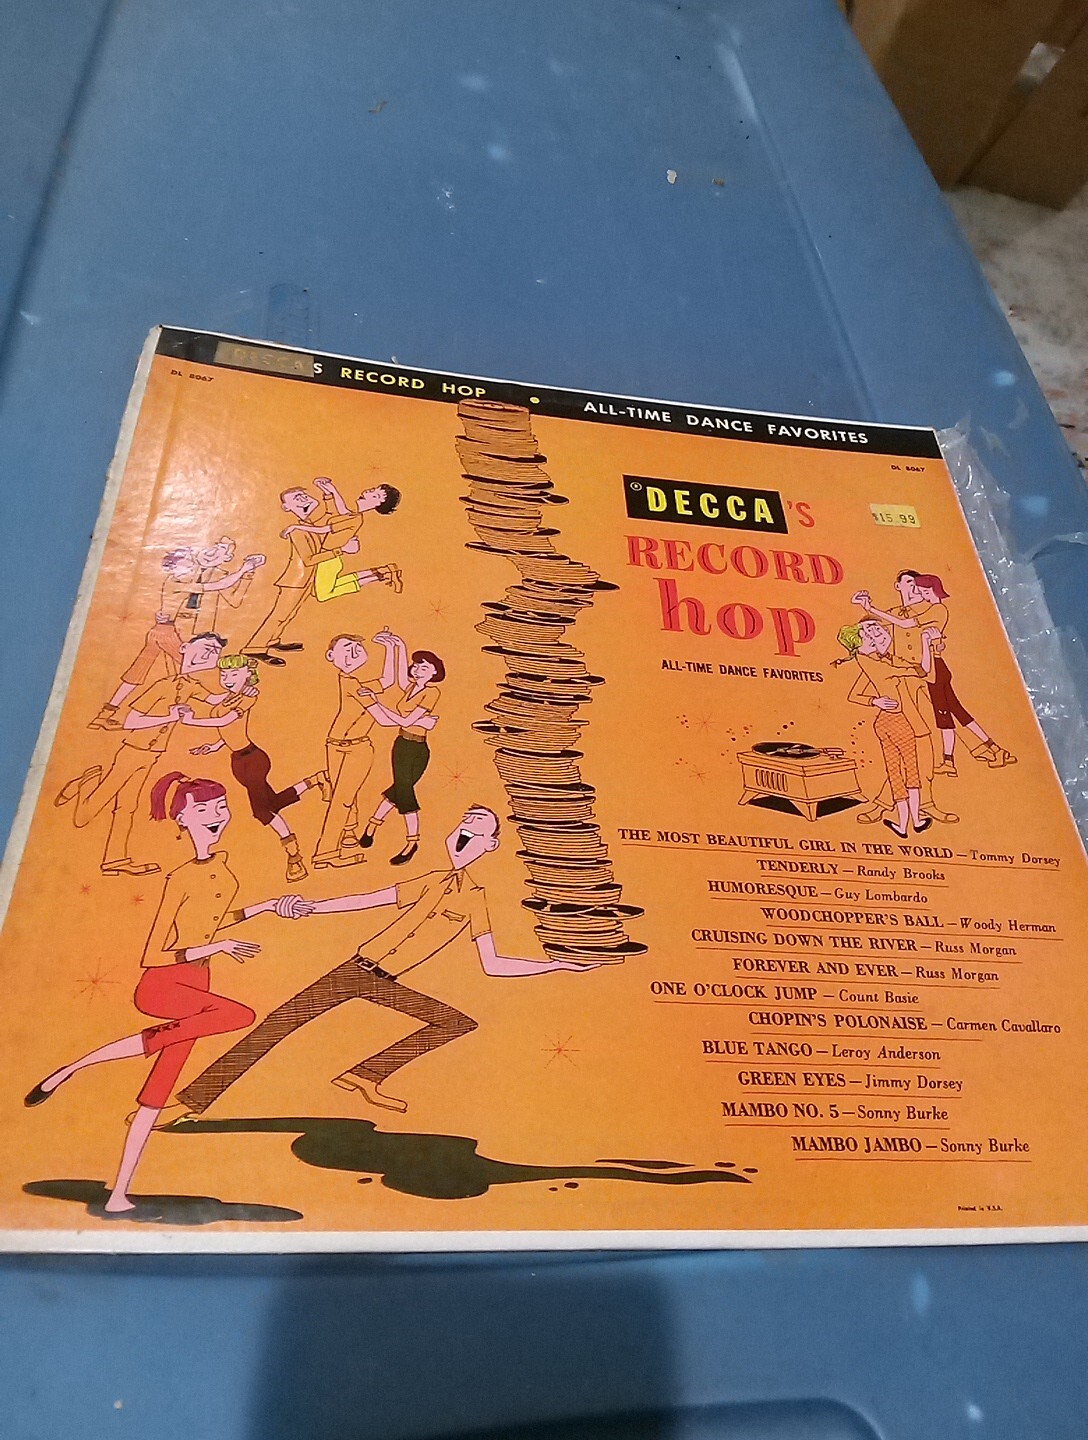 DECCA'S RECORD HOP • ALL-TIME DANCE FAVORITES
DL 8067
DL 8067
® DECCA'S
$15.99
RECORD
hop
ALL-TIME DANCE FAVORITES
THE MOST BEAUTIFUL GIRL IN THE WORLD — Tommy Dorsey
TENDERLY — Randy Brooks
HUMORESQUE — Guy Lombardo
WOODCHOPPER'S BALL — Woody Herman
CRUISING DOWN THE RIVER — Russ Morgan
FOREVER AND EVER — Russ Morgan
ONE O'CLOCK JUMP — Count Basie
CHOPIN'S POLONAISE — Carmen Cavallaro
BLUE TANGO — Leroy Anderson
GREEN EYES — Jimmy Dorsey
MAMBO NO. 5 — Sonny Burke
MAMBO JAMBO — Sonny Burke
Printed in U.S.A.